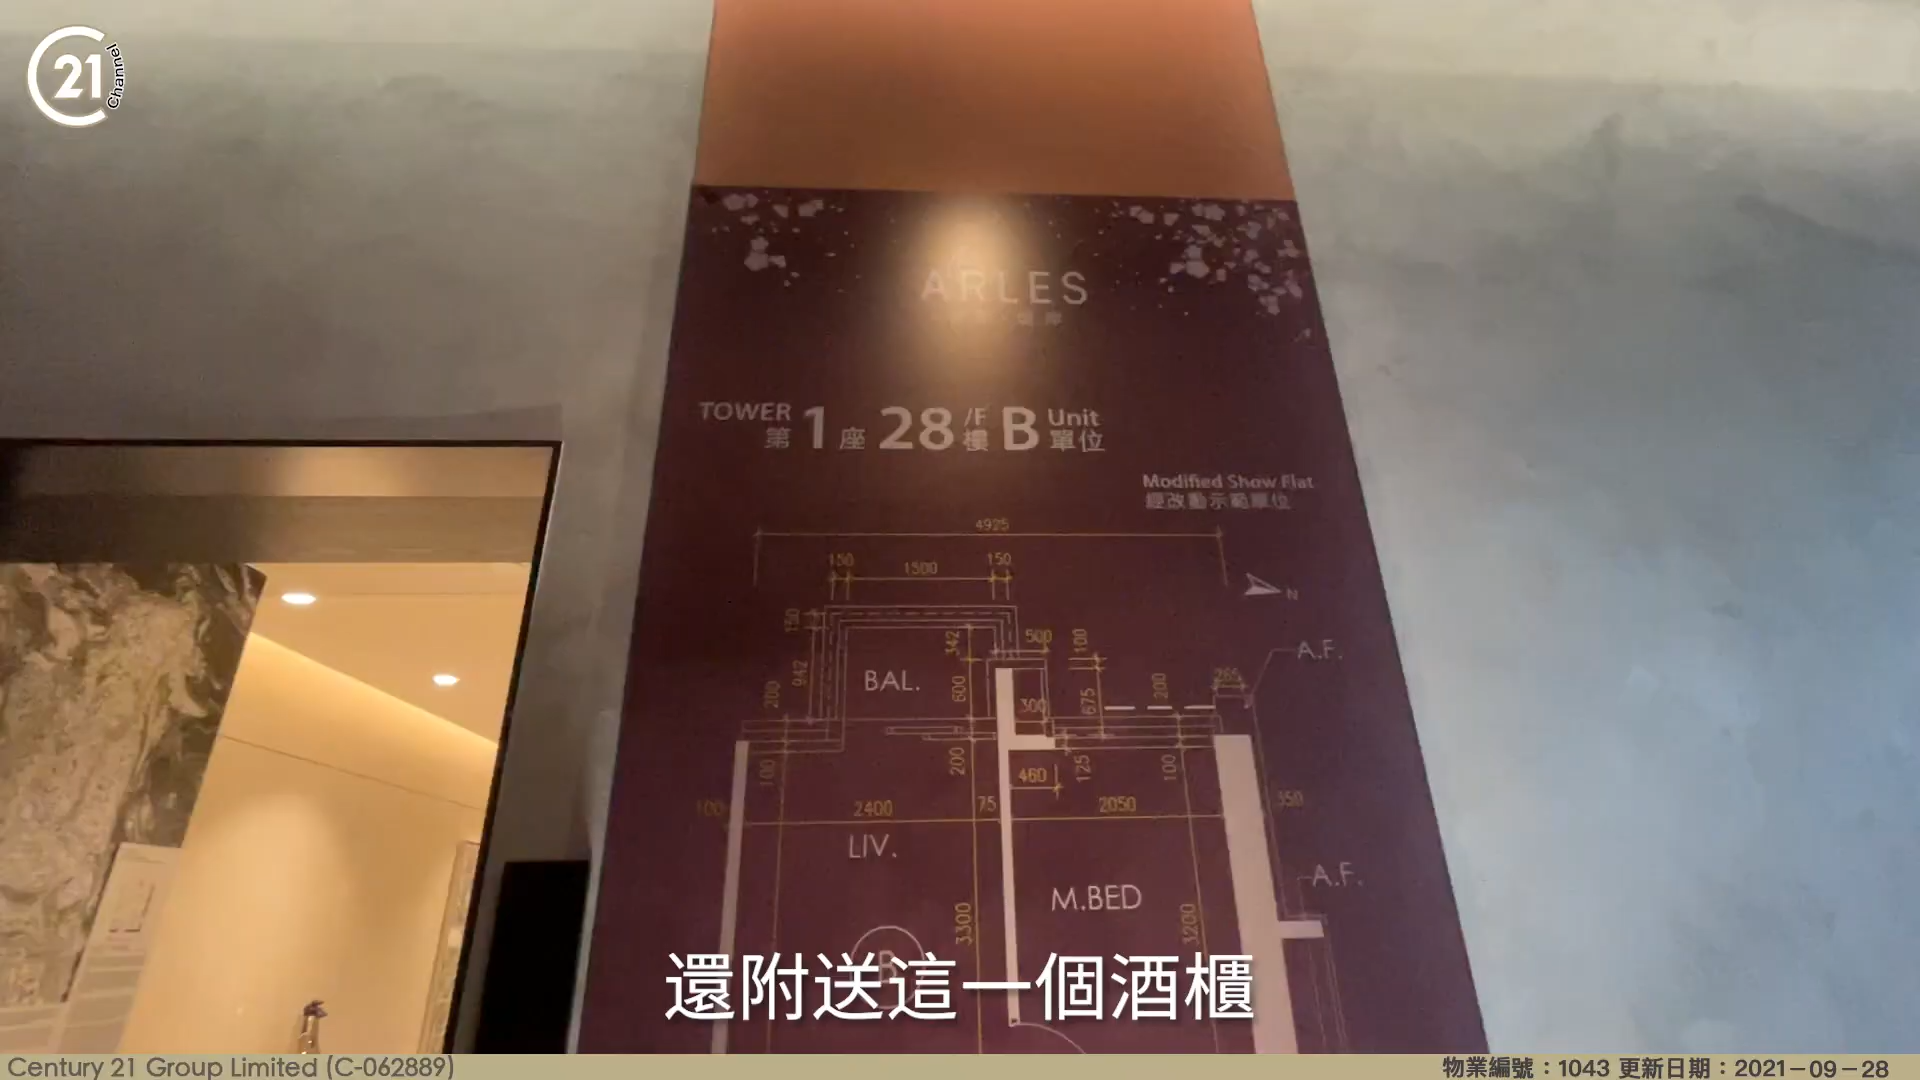 21
Channel
ARLES
TOWER 1 28 /F B Unit
第 座 樓 單位
Modified Show Flat
經改動示範單位
4925
150 1500 150
N
150
342
500
100
A.F.
942
BAL.
600
675
200
265
200
300
100
200
460
125
100
100
2400
75
2050
350
LIV.
A.F.
M.BED
3300
3200
B
還附送這一個酒櫃
Century 21 Group Limited (C-062889)
物業編號：1043 更新日期：2021-09-28